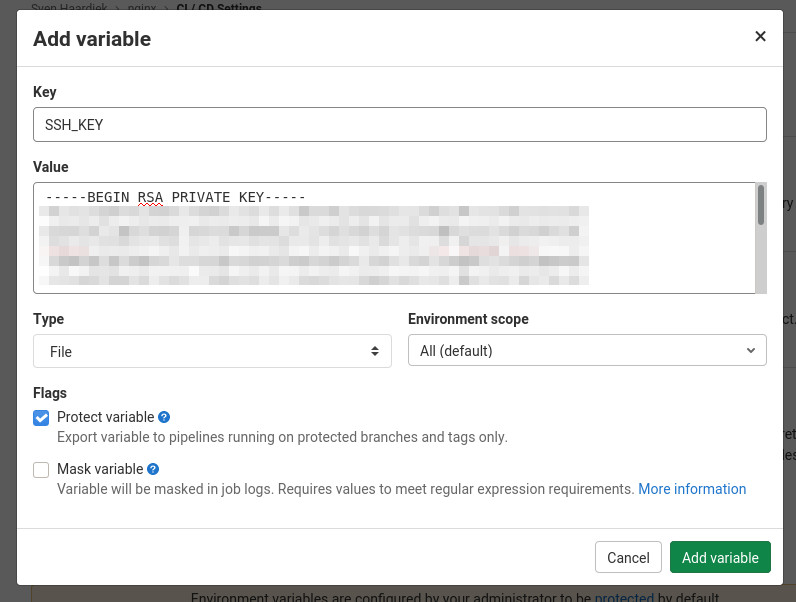 Sven Haardiek > nginx > CI / CD Settings
Add variable ×
Key
SSH_KEY
Value
-----BEGIN RSA PRIVATE KEY-----
Type
Environment scope
File
All (default)
Flags
Protect variable ?
Export variable to pipelines running on protected branches and tags only.
Mask variable ?
Variable will be masked in job logs. Requires values to meet regular expression requirements. More information
Cancel
Add variable
Environment variables are configured by your administrator to be protected by default